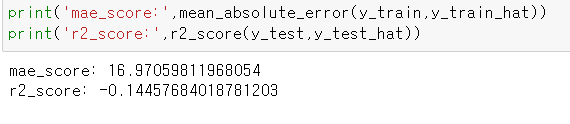 print('mae_score:',mean_absolute_error(y_train,y_train_hat))
print('r2_score:',r2_score(y_test,y_test_hat))
mae_score: 16.97059811968054
r2_score: -0.14457684018781203